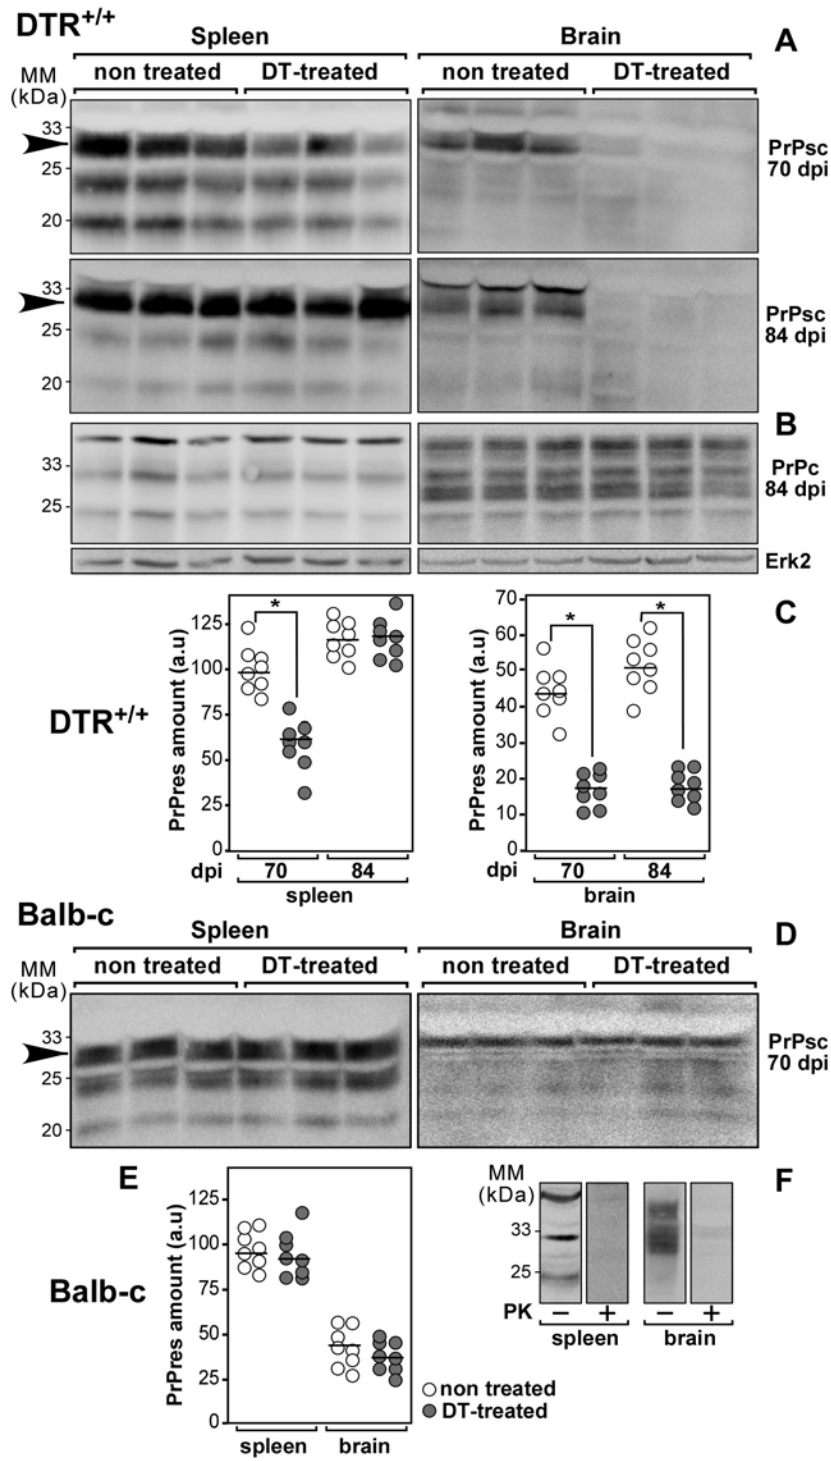 DTR+/+
Spleen Brain A
MM (kDa) non treated DT-treated non treated DT-treated
33
25
20
PrPsc 70 dpi
33
25
20
PrPsc 84 dpi
B
33
25
PrPc 84 dpi
Erk2
C
DTR+/+
PrPres amount (a.u)
125
100
75
50
25
0
*
dpi 70 84
spleen
PrPres amount (a.u)
70
60
50
40
30
20
10
0
* *
dpi 70 84
brain
Balb-c
Spleen Brain D
MM (kDa) non treated DT-treated non treated DT-treated
33
25
20
PrPsc 70 dpi
E
Balb-c
PrPres amount (a.u)
125
100
75
50
25
0
spleen brain
non treated
DT-treated
F
MM (kDa)
33
25
PK − + − +
spleen brain